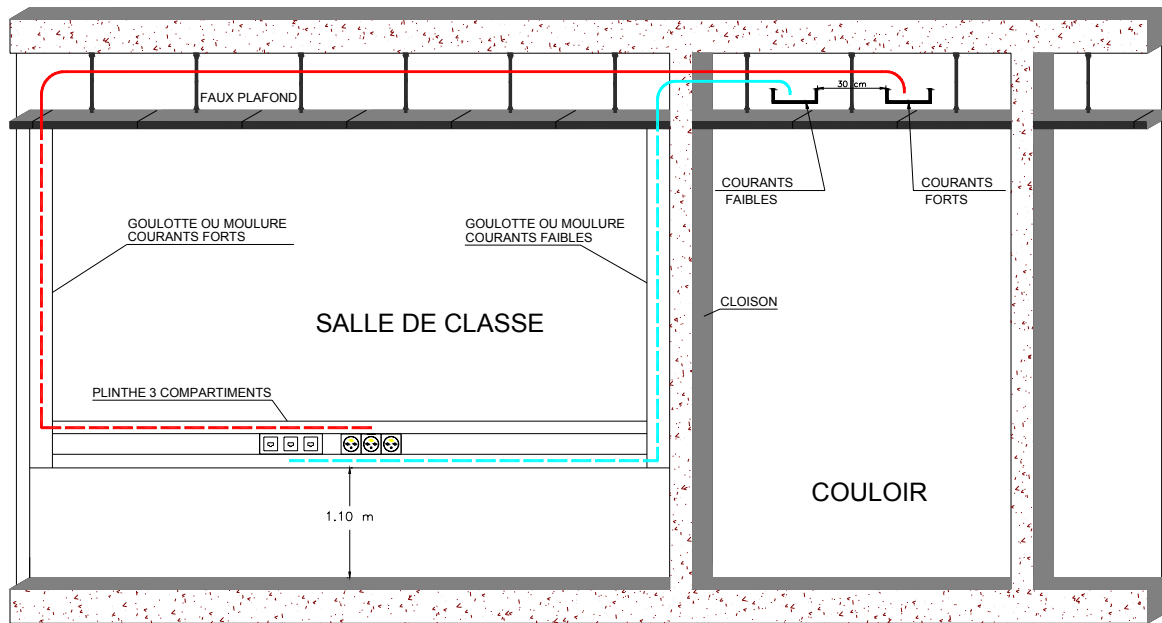 FAUX PLAFOND
30 cm
COURANTS
FAIBLES
COURANTS
FORTS
GOULOTTE OU MOULURE
COURANTS FORTS
GOULOTTE OU MOULURE
COURANTS FAIBLES
CLOISON
SALLE DE CLASSE
PLINTHE 3 COMPARTIMENTS
COULOIR
1.10 m